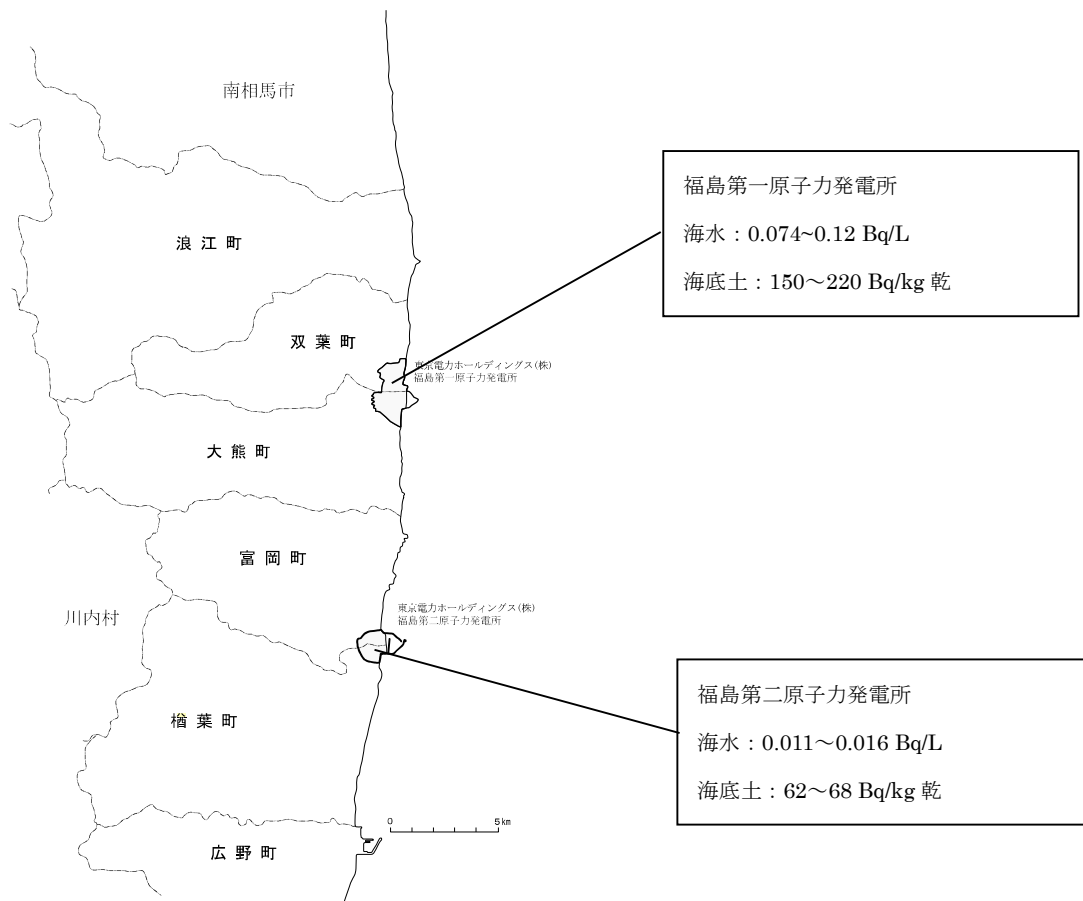 南相馬市
福島第一原子力発電所
海水：0.074~0.12 Bq/L
海底土：150～220 Bq/kg 乾
浪江町
双葉町
東京電力ホールディングス(株)
福島第一原子力発電所
大熊町
富岡町
川内村
東京電力ホールディングス(株)
福島第二原子力発電所
福島第二原子力発電所
海水：0.011～0.016 Bq/L
海底土：62～68 Bq/kg 乾
楢葉町
0 5km
広野町